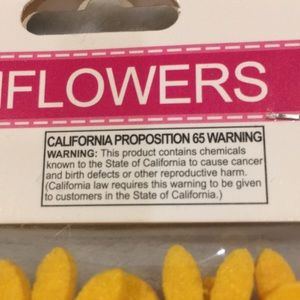 NFLOWERS
CALIFORNIA PROPOSITION 65 WARNING
WARNING: This product contains chemicals
known to the State of California to cause cancer
and birth defects or other reproductive harm.
(California law requires this warning to be given
to customers in the State of California.)